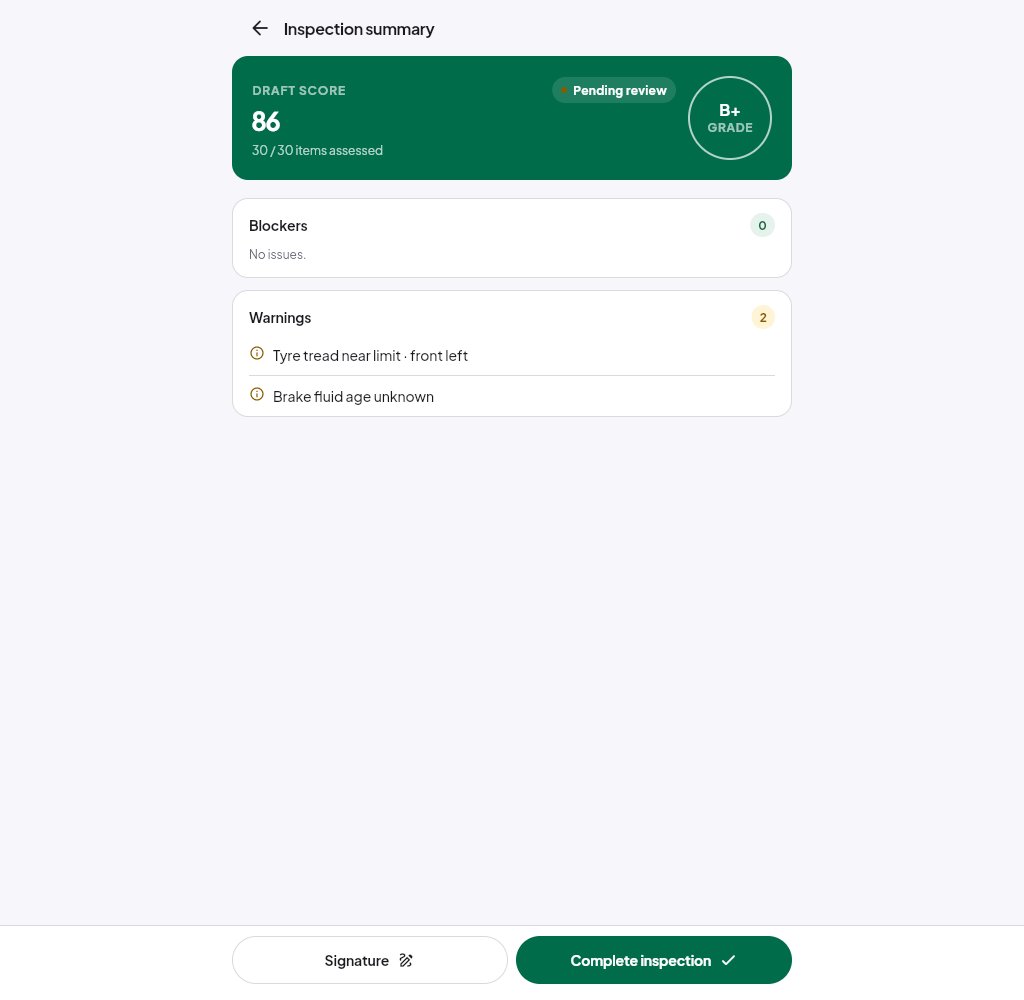 Inspection summary
DRAFT SCORE
Pending review
86
30 / 30 items assessed
B+
GRADE
Blockers
0
No issues.
Warnings
2
Tyre tread near limit · front left
Brake fluid age unknown
Signature
Complete inspection